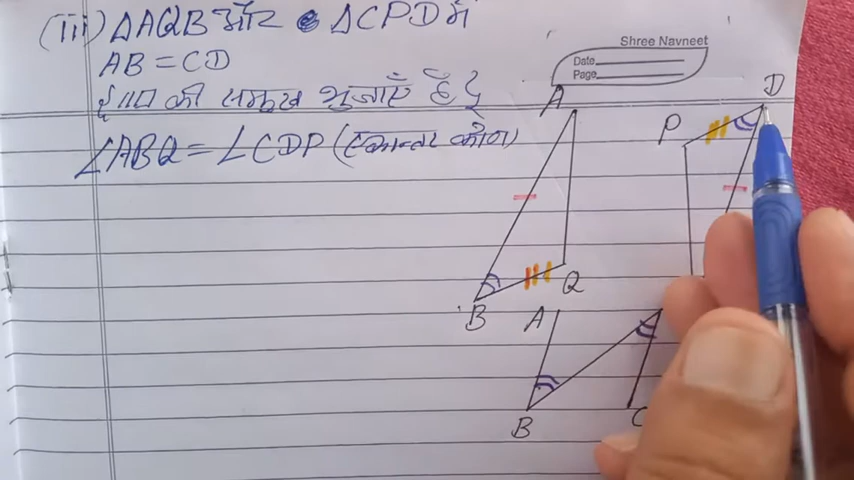 (iii) ΔAQB और ΔCPD में
AB = CD
की सम्मुख भुजाएँ हैं
∠ABQ = ∠CDP (एकान्तर कोण)
Shree Navneet
Date
Page
A
D
P
Q
B
A
B
C